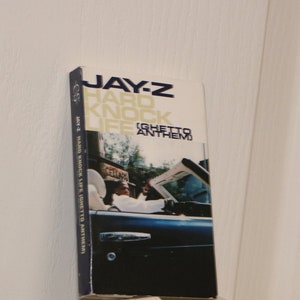 JAY-Z
HARD
KNOCK
LIFE
(GHETTO
ANTHEM)
JAY-Z HARD KNOCK LIFE (GHETTO ANTHEM)